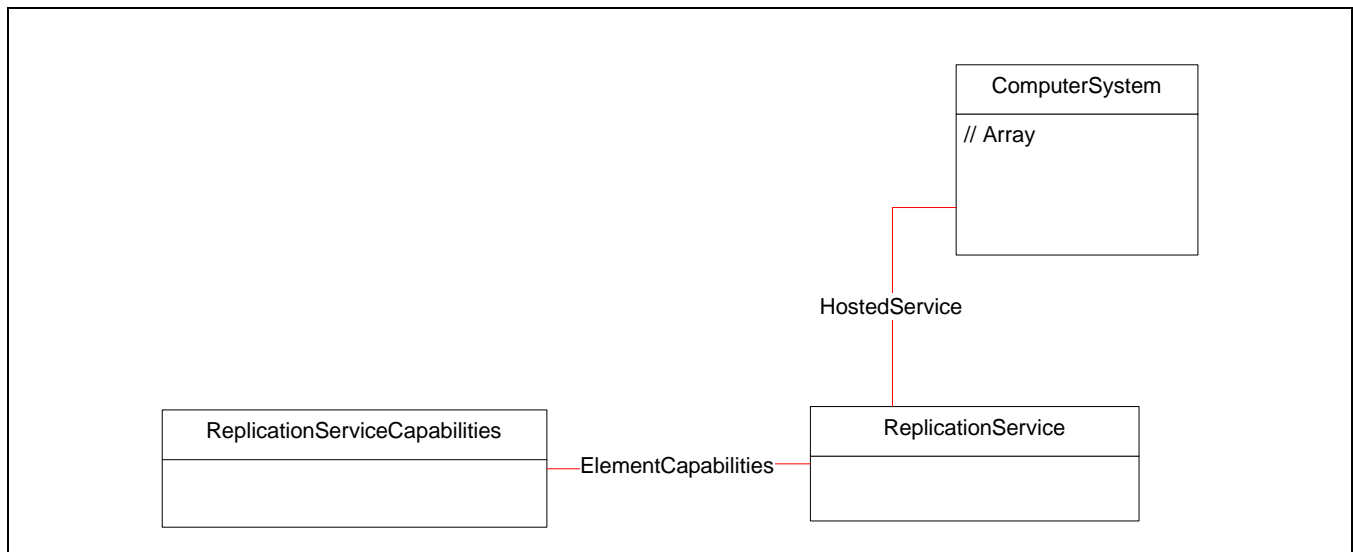 ComputerSystem
// Array
HostedService
ReplicationServiceCapabilities
ElementCapabilities
ReplicationService